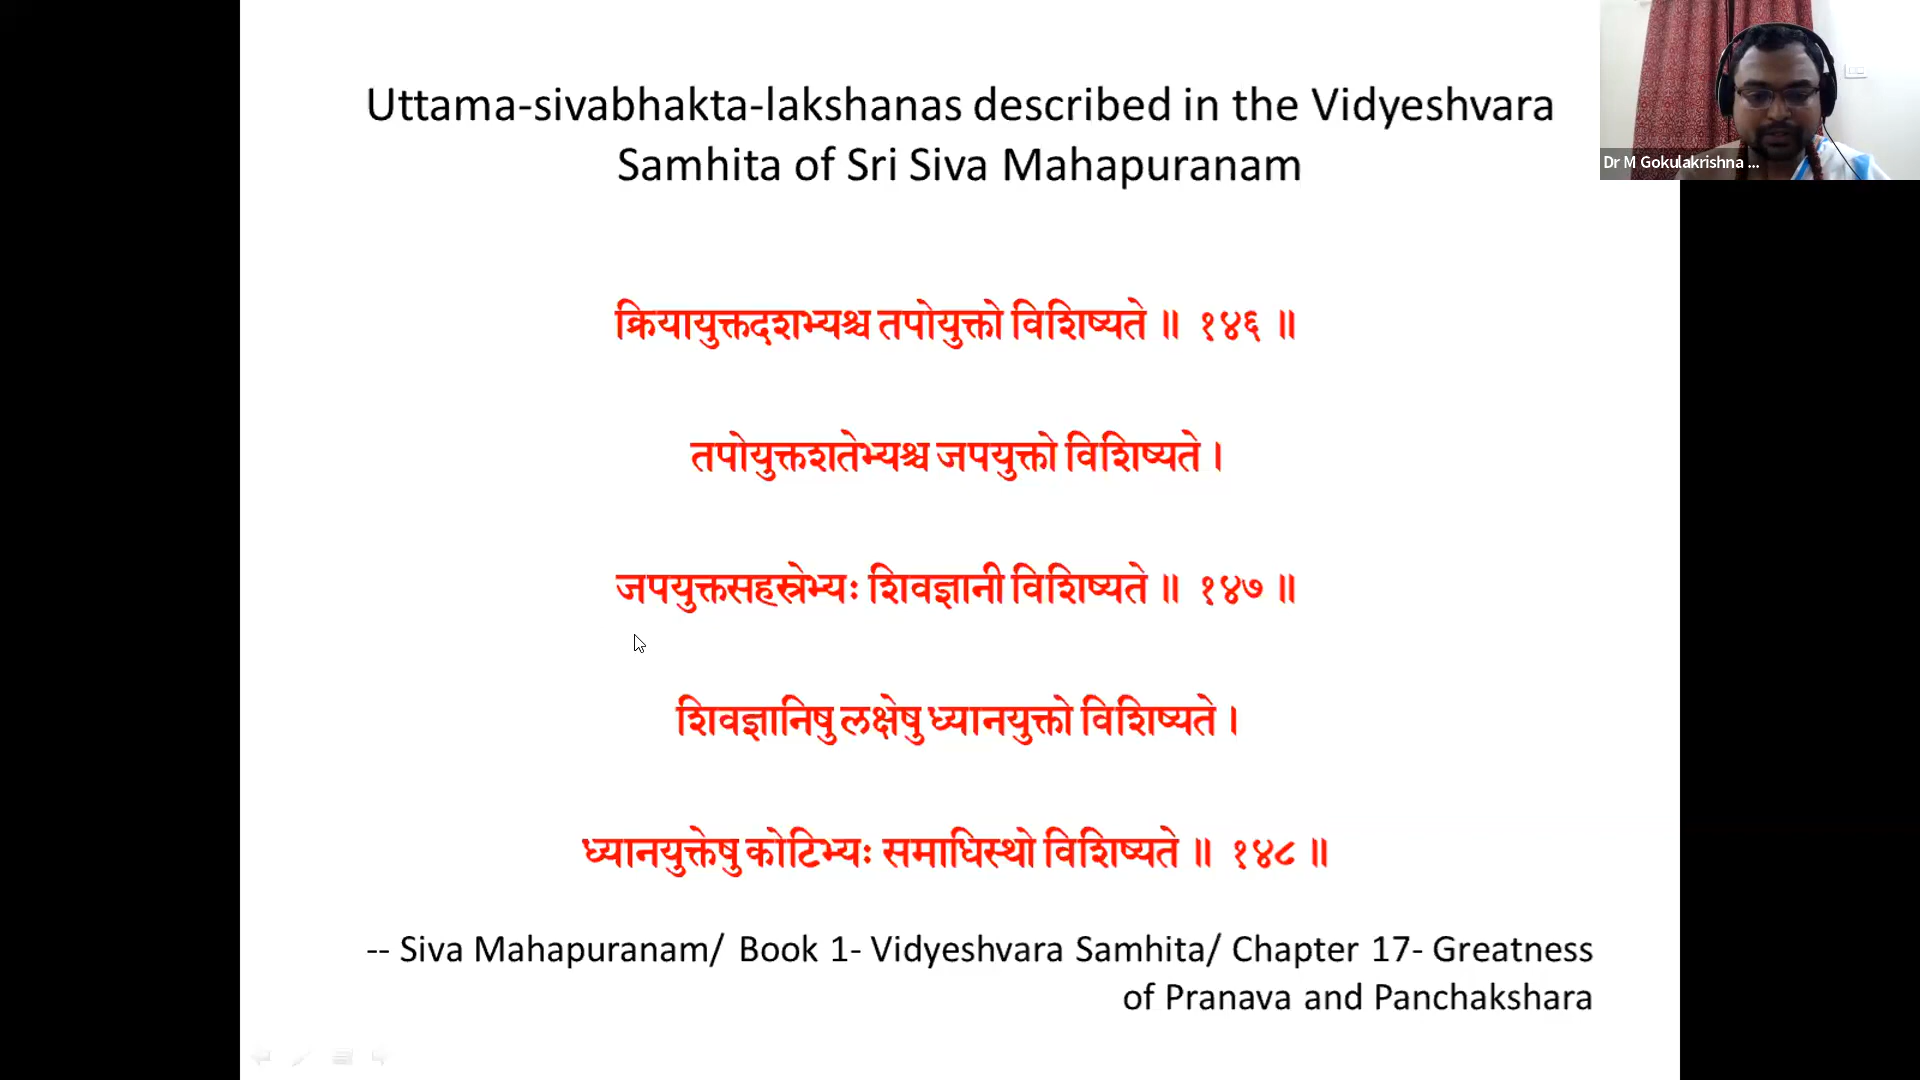 Uttama-sivabhakta-lakshanas described in the Vidyeshvara
Samhita of Sri Siva Mahapuranam
Dr M Gokulakrishna ...
क्रियायुक्तदशभ्यश्च तपोयुक्तो विशिष्यते ॥ १४६ ॥
तपोयुक्तशतेभ्यश्च जपयुक्तो विशिष्यते ।
जपयुक्तसहस्रेभ्यः शिवज्ञानी विशिष्यते ॥ १४७ ॥
शिवज्ञानिषु लक्षेषु ध्यानयुक्तो विशिष्यते ।
ध्यानयुक्तेषु कोटिभ्यः समाधिस्थो विशिष्यते ॥ १४८ ॥
-- Siva Mahapuranam/ Book 1- Vidyeshvara Samhita/ Chapter 17- Greatness
of Pranava and Panchakshara